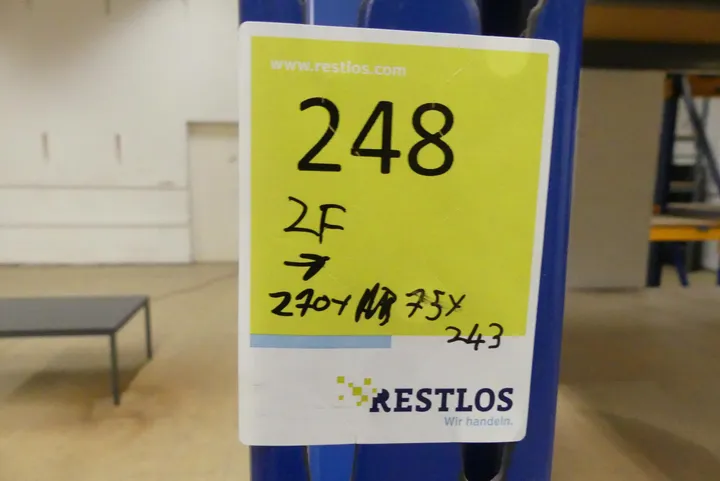 www.restlos.com
248
2F
→
270x 75x
243
RESTLOS
Wir handeln.